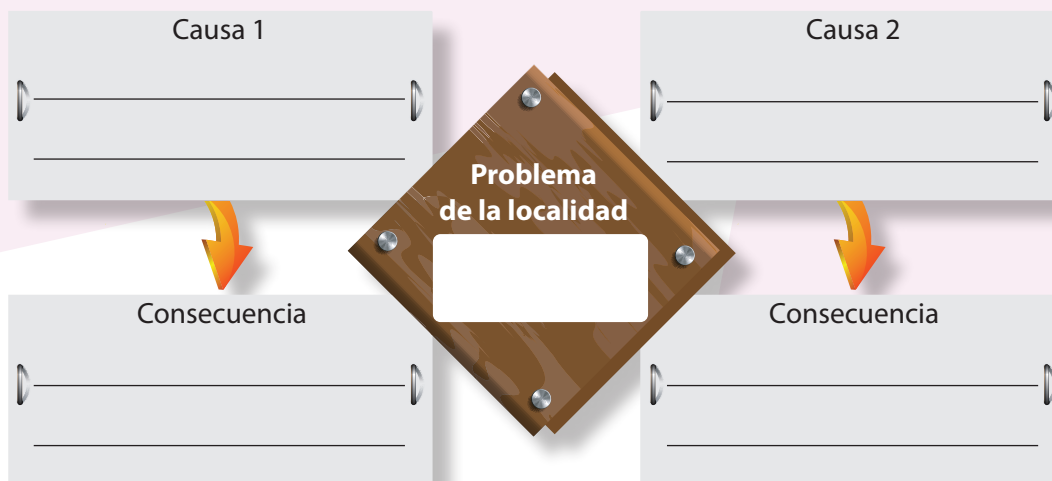 Causa 1
Causa 2
Problema
de la localidad
Consecuencia
Consecuencia